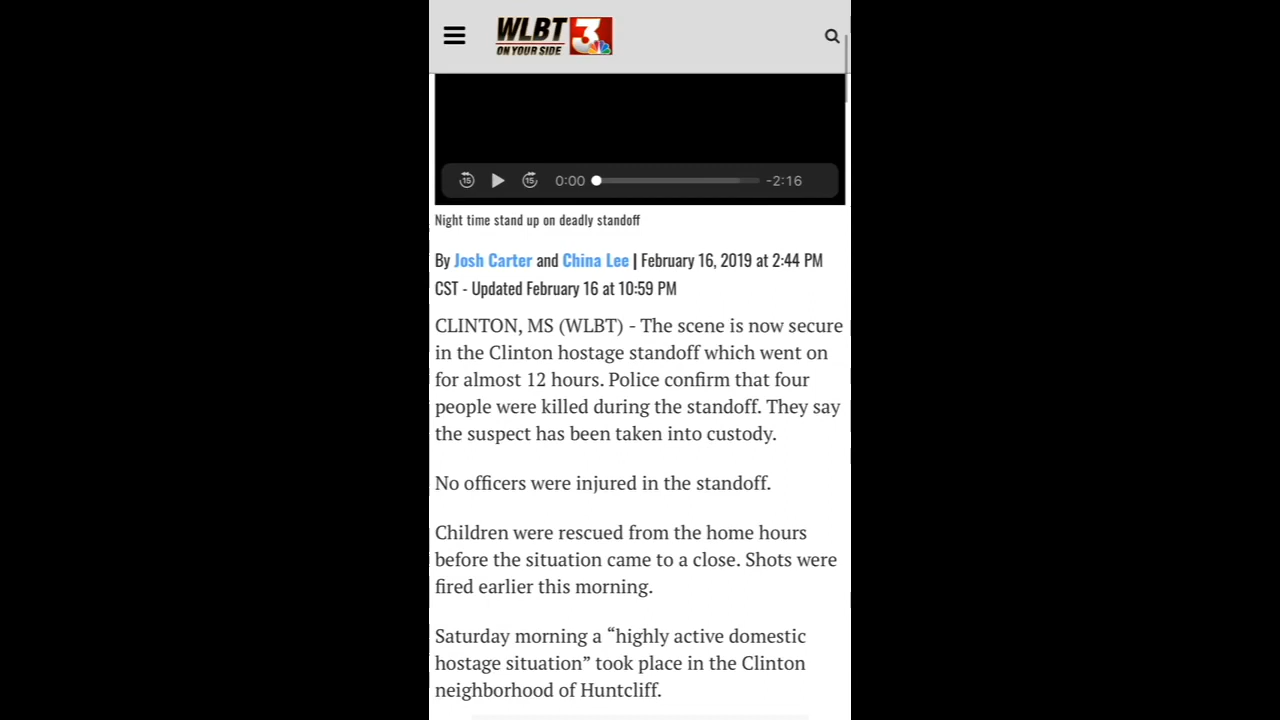 WLBT 3
ON YOUR SIDE
15
15
0:00
-2:16
Night time stand up on deadly standoff
By Josh Carter and China Lee | February 16, 2019 at 2:44 PM
CST - Updated February 16 at 10:59 PM
CLINTON, MS (WLBT) - The scene is now secure
in the Clinton hostage standoff which went on
for almost 12 hours. Police confirm that four
people were killed during the standoff. They say
the suspect has been taken into custody.
No officers were injured in the standoff.
Children were rescued from the home hours
before the situation came to a close. Shots were
fired earlier this morning.
Saturday morning a “highly active domestic
hostage situation” took place in the Clinton
neighborhood of Huntcliff.